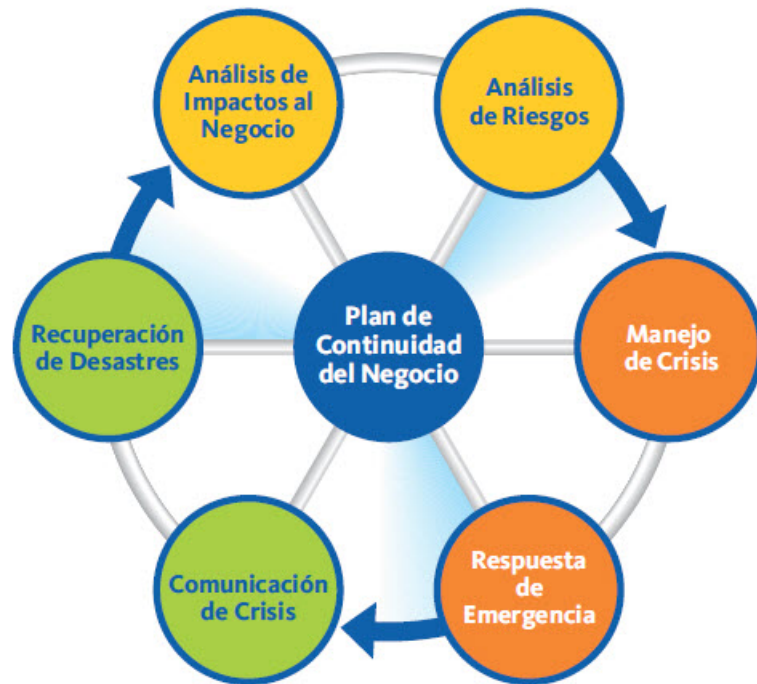 Análisis de
Impactos al
Negocio
Análisis
de Riesgos
Recuperación
de Desastres
Plan de
Continuidad
del Negocio
Manejo
de Crisis
Comunicación
de Crisis
Respuesta
de
Emergencia